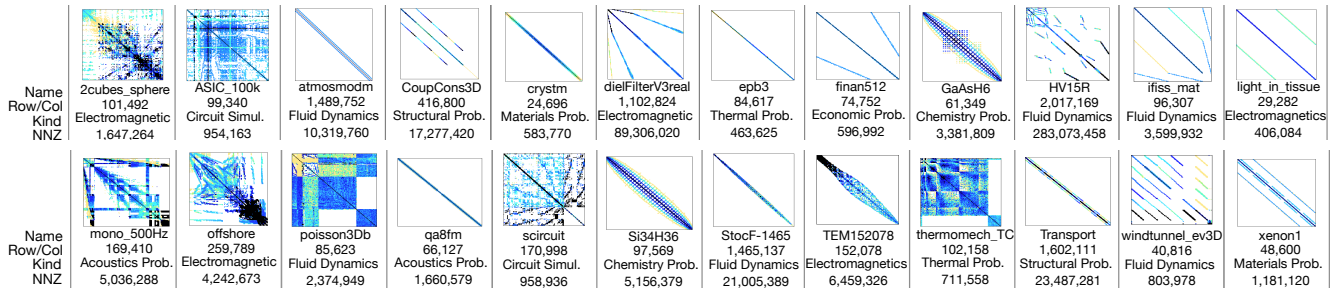 2cubes_sphere ASIC_100k atmosmodm CoupCons3D crystm dielFilterV3real epb3 finan512 GaAsH6 HV15R ifiss_mat light_in_tissue
Name
Row/Col 101,492 99,340 1,489,752 416,800 24,696 1,102,824 84,617 74,752 61,349 2,017,169 96,307 29,282
Kind Electromagnetic Circuit Simul. Fluid Dynamics Structural Prob. Materials Prob. Electromagnetic Thermal Prob. Economic Prob. Chemistry Prob. Fluid Dynamics Fluid Dynamics Electromagnetics
NNZ 1,647,264 954,163 10,319,760 17,277,420 583,770 89,306,020 463,625 596,992 3,381,809 283,073,458 3,599,932 406,084
Name mono_500Hz offshore poisson3Db qa8fm scircuit Si34H36 StocF-1465 TEM152078 thermomech_TC Transport windtunnel_ev3D xenon1
Row/Col 169,410 259,789 85,623 66,127 170,998 97,569 1,465,137 152,078 102,158 1,602,111 40,816 48,600
Kind Acoustics Prob. Electromagnetic Fluid Dynamics Acoustics Prob. Circuit Simul. Chemistry Prob. Fluid Dynamics Electromagnetics Thermal Prob. Structural Prob. Fluid Dynamics Materials Prob.
NNZ 5,036,288 4,242,673 2,374,949 1,660,579 958,936 5,156,379 21,005,389 6,459,326 711,558 23,487,281 803,978 1,181,120